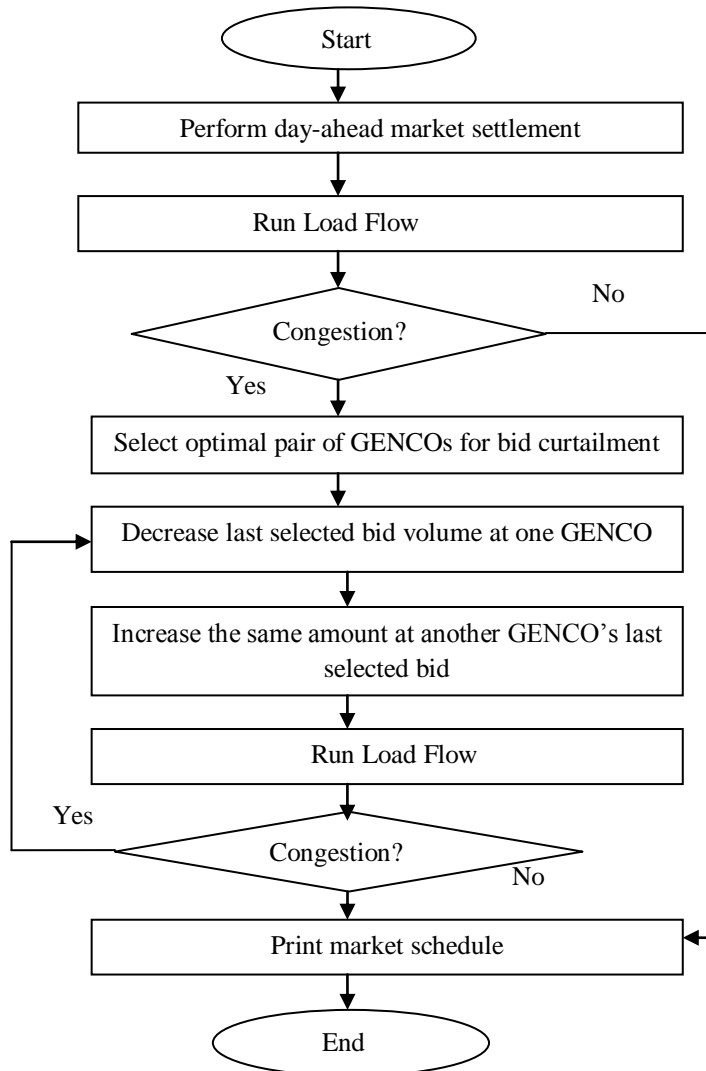 Start
Perform day-ahead market settlement
Run Load Flow
No
Congestion?
Yes
Select optimal pair of GENCOs for bid curtailment
Decrease last selected bid volume at one GENCO
Increase the same amount at another GENCO’s last
selected bid
Run Load Flow
Yes
Congestion?
No
Print market schedule
End